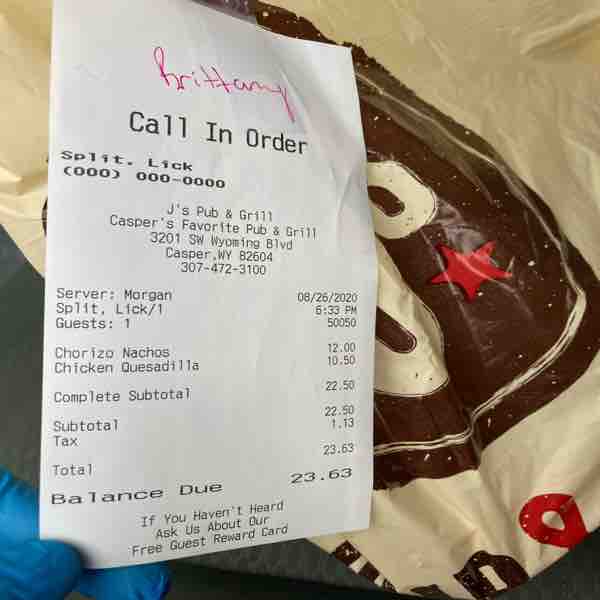 Brittany
Call In Order
Split. Lick
(000) 000-0000
J's Pub & Grill
Casper's Favorite Pub & Grill
3201 SW Wyoming Blvd
Casper,WY 82604
307-472-3100
Server: Morgan 08/26/2020
Split, Lick/1 6:33 PM
Guests: 1 50050
Chorizo Nachos 12.00
Chicken Quesadilla 10.50
Complete Subtotal 22.50
Subtotal 22.50
Tax 1.13
Total 23.63
Balance Due 23.63
If You Haven't Heard
Ask Us About Our
Free Guest Reward Card